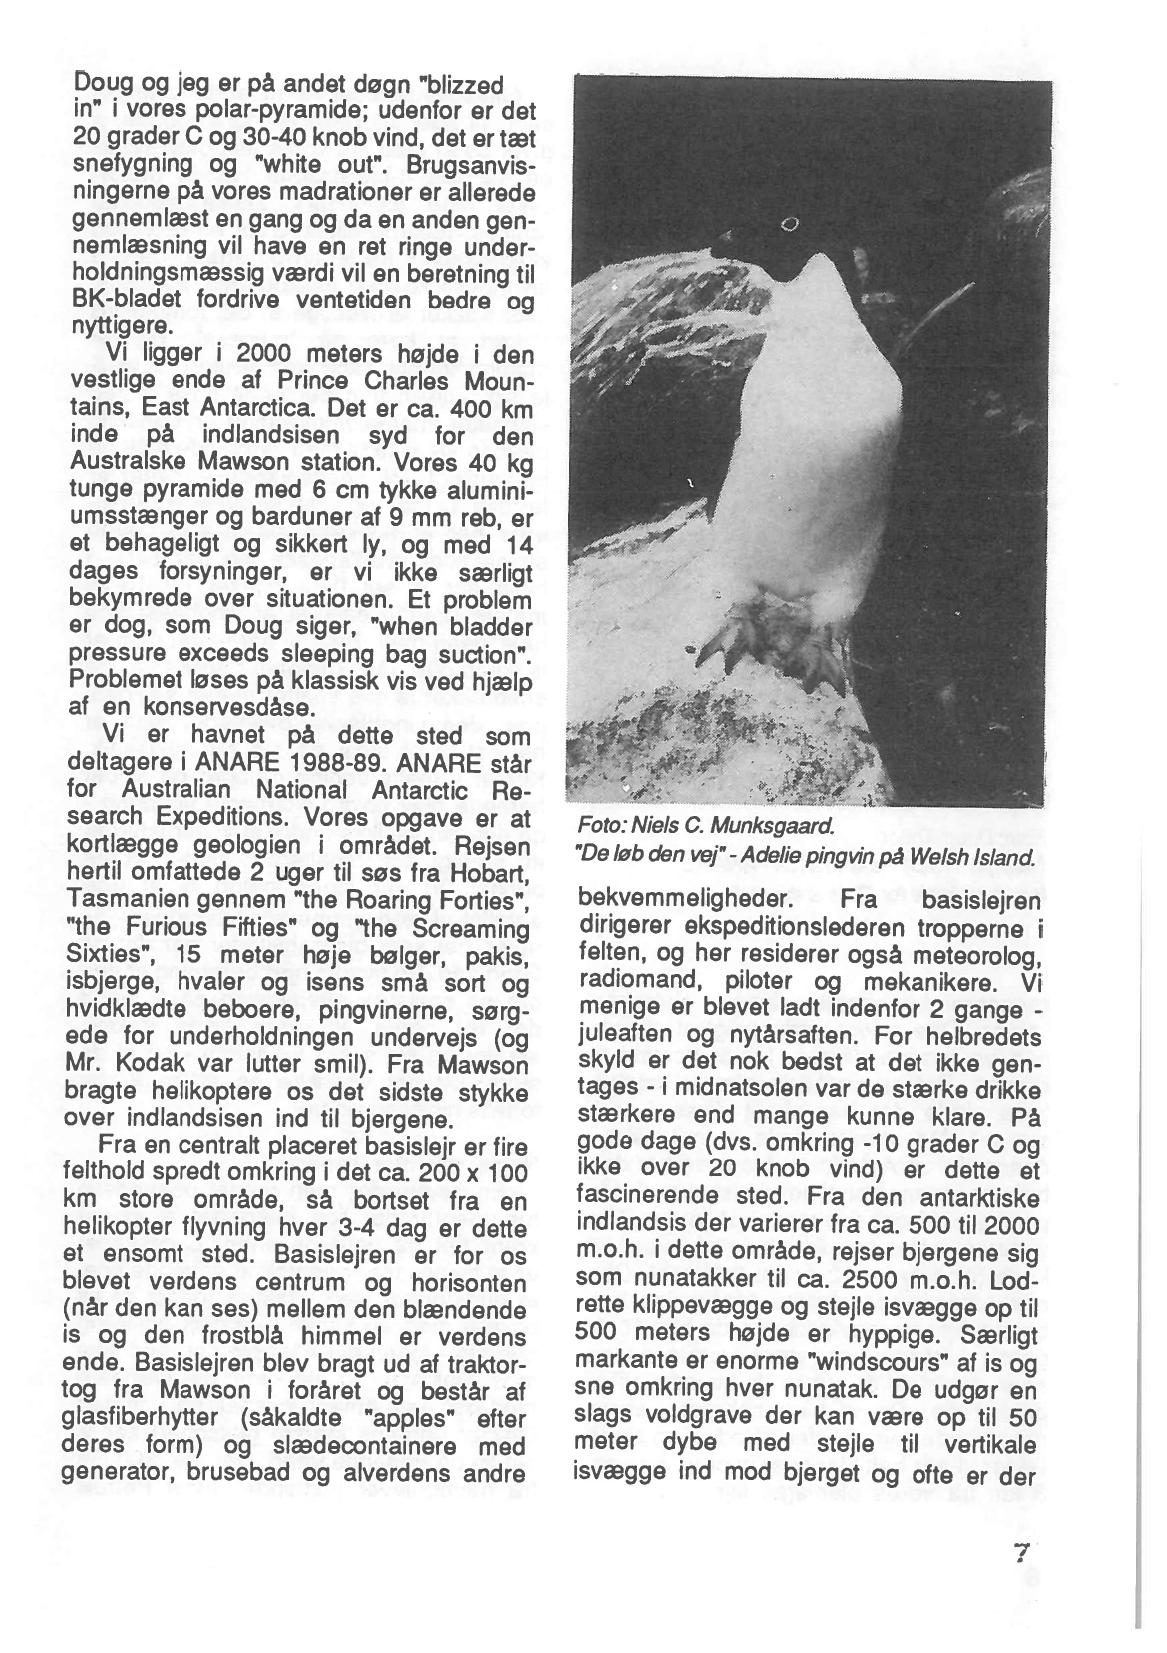 Doug og jeg er på andet døgn "blizzed
in" i vores polar-pyramide; udenfor er det
20 grader C og 30-40 knob vind, det er tæt
snefygning og "white out". Brugsanvis-
ningerne på vores madrationer er allerede
gennemlæst en gang og da en anden gen-
nemlæsning vil have en ret ringe under-
holdningsmæssig værdi vil en beretning til
BK-bladet fordrive ventetiden bedre og
nyttigere.
Vi ligger i 2000 meters højde i den
vestlige ende af Prince Charles Moun-
tains, East Antarctica. Det er ca. 400 km
inde på indlandsisen syd for den
Australske Mawson station. Vores 40 kg
tunge pyramide med 6 cm tykke alumini-
umsstænger og barduner af 9 mm reb, er
et behageligt og sikkert ly, og med 14
dages forsyninger, er vi ikke særligt
bekymrede over situationen. Et problem
er dog, som Doug siger, "when bladder
pressure exceeds sleeping bag suction".
Problemet løses på klassisk vis ved hjælp
af en konservesdåse.
Vi er havnet på dette sted som
deltagere i ANARE 1988-89. ANARE står
for Australian National Antarctic Re-
search Expeditions. Vores opgave er at
kortlægge geologien i området. Rejsen
hertil omfattede 2 uger til søs fra Hobart,
Tasmanien gennem "the Roaring Forties",
"the Furious Fifties" og "the Screaming
Sixties", 15 meter høje bølger, pakis,
isbjerge, hvaler og isens små sort og
hvidklædte beboere, pingvinerne, sørg-
ede for underholdningen undervejs (og
Mr. Kodak var lutter smil). Fra Mawson
bragte helikoptere os det sidste stykke
over indlandsisen ind til bjergene.
Fra en centralt placeret basislejr er fire
felthold spredt omkring i det ca. 200 x 100
km store område, så bortset fra en
helikopter flyvning hver 3-4 dag er dette
et ensomt sted. Basislejren er for os
blevet verdens centrum og horisonten
(når den kan ses) mellem den blændende
is og den frostblå himmel er verdens
ende. Basislejren blev bragt ud af traktor-
tog fra Mawson i foråret og består af
glasfiberhytter (såkaldte "apples" efter
deres form) og slædecontainere med
generator, brusebad og alverdens andre
Foto: Niels C. Munksgaard.
"De løb den vej" - Adelie pingvin på Welsh Island.
bekvemmeligheder. Fra basislejren
dirigerer ekspeditionslederen tropperne i
felten, og her residerer også meteorolog,
radiomand, piloter og mekanikere. Vi
menige er blevet ladt indenfor 2 gange -
juleaften og nytårsaften. For helbredets
skyld er det nok bedst at det ikke gen-
tages - i midnatsolen var de stærke drikke
stærkere end mange kunne klare. På
gode dage (dvs. omkring -10 grader C og
ikke over 20 knob vind) er dette et
fascinerende sted. Fra den antarktiske
indlandsis der varierer fra ca. 500 til 2000
m.o.h. i dette område, rejser bjergene sig
som nunatakker til ca. 2500 m.o.h. Lod-
rette klippevægge og stejle isvægge op til
500 meters højde er hyppige. Særligt
markante er enorme "windscours" af is og
sne omkring hver nunatak. De udgør en
slags voldgrave der kan være op til 50
meter dybe med stejle til vertikale
isvægge ind mod bjerget og ofte er der
7